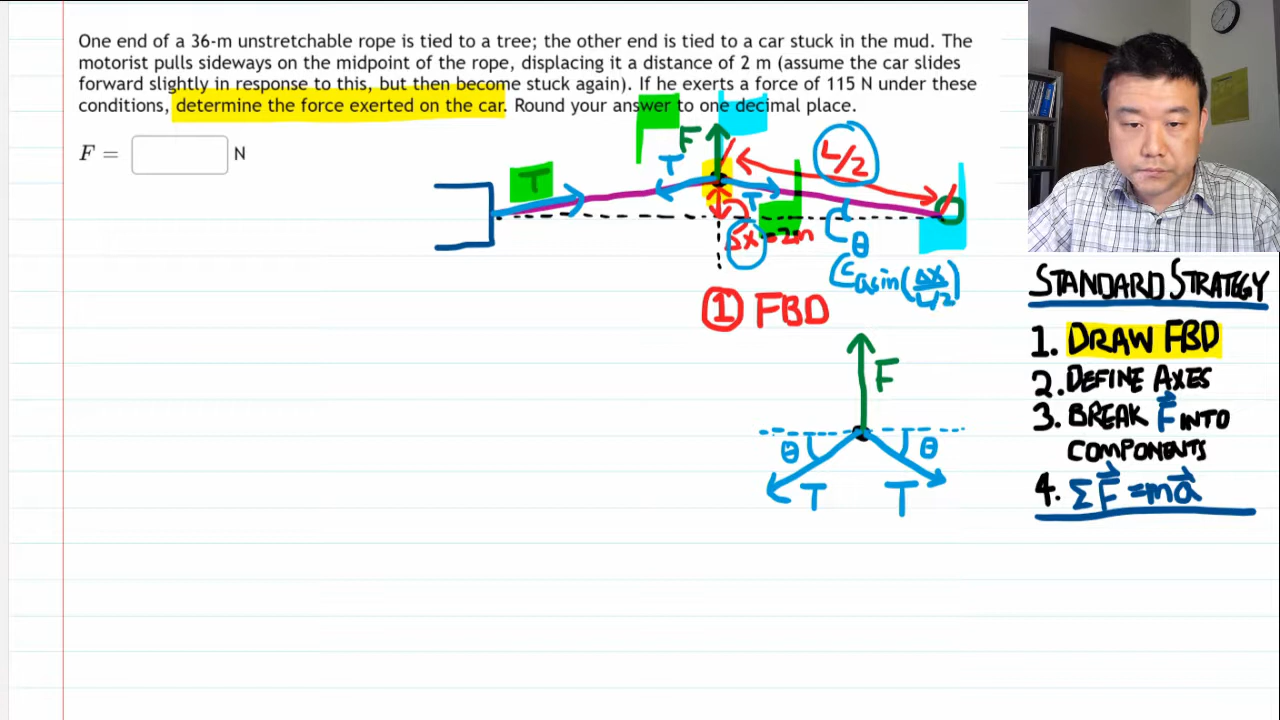 One end of a 36-m unstretchable rope is tied to a tree; the other end is tied to a car stuck in the mud. The
motorist pulls sideways on the midpoint of the rope, displacing it a distance of 2 m (assume the car slides
forward slightly in response to this, but then become stuck again). If he exerts a force of 115 N under these
conditions, determine the force exerted on the car. Round your answer to one decimal place.
F = N
F
T
T
T
L/2
Δx = 2m
θ
asin(Δx/L/2)
① FBD
F
θ
θ
T
T
STANDARD STRATEGY
1. DRAW FBD
2. DEFINE AXES
3. BREAK F⃗ INTO
COMPONENTS
4. ΣF⃗ = ma⃗